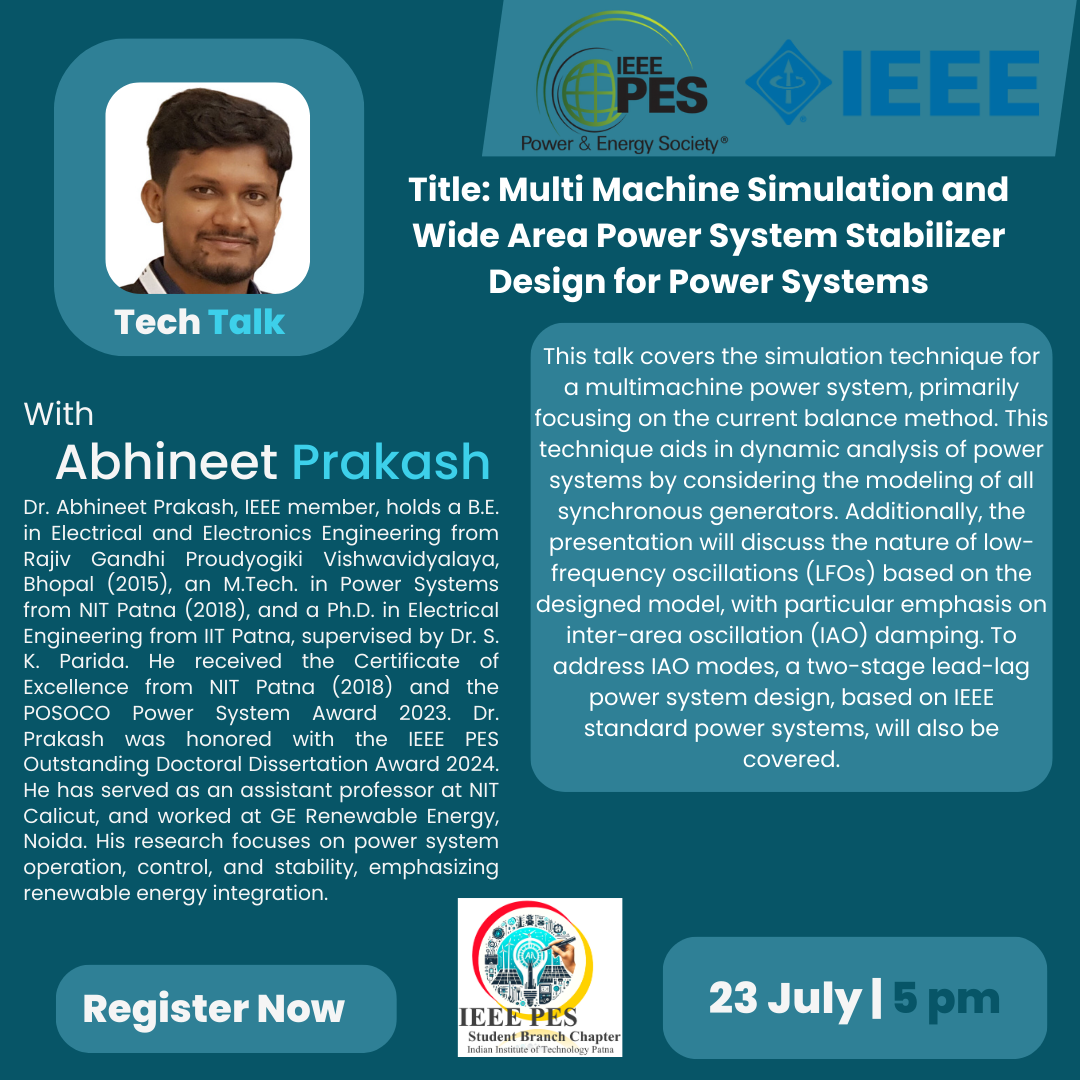 IEEE
PES
Power & Energy Society®
IEEE
Title: Multi Machine Simulation and
Wide Area Power System Stabilizer
Design for Power Systems
Tech Talk
With
Abhineet Prakash
Dr. Abhineet Prakash, IEEE member, holds a B.E.
in Electrical and Electronics Engineering from
Rajiv Gandhi Proudyogiki Vishwavidyalaya,
Bhopal (2015), an M.Tech. in Power Systems
from NIT Patna (2018), and a Ph.D. in Electrical
Engineering from IIT Patna, supervised by Dr. S.
K. Parida. He received the Certificate of
Excellence from NIT Patna (2018) and the
POSOCO Power System Award 2023. Dr.
Prakash was honored with the IEEE PES
Outstanding Doctoral Dissertation Award 2024.
He has served as an assistant professor at NIT
Calicut, and worked at GE Renewable Energy,
Noida. His research focuses on power system
operation, control, and stability, emphasizing
renewable energy integration.
This talk covers the simulation technique for
a multimachine power system, primarily
focusing on the current balance method. This
technique aids in dynamic analysis of power
systems by considering the modeling of all
synchronous generators. Additionally, the
presentation will discuss the nature of low-
frequency oscillations (LFOs) based on the
designed model, with particular emphasis on
inter-area oscillation (IAO) damping. To
address IAO modes, a two-stage lead-lag
power system design, based on IEEE
standard power systems, will also be
covered.
Register Now
IEEE PES
Student Branch Chapter
Indian Institute of Technology Patna
23 July | 5 pm